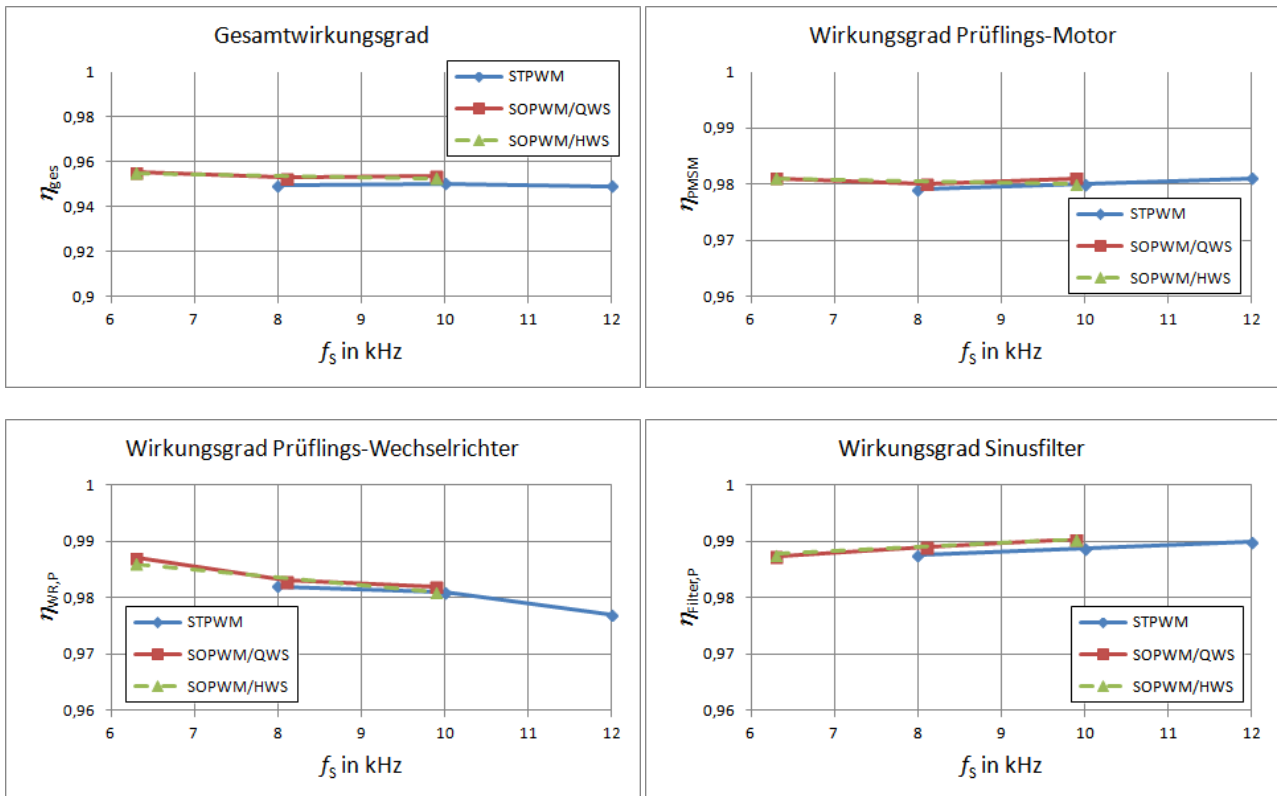 Gesamtwirkungsgrad
1
0,98
0,96
0,94
0,92
0,9
ηges
6 7 8 9 10 11 12
fS in kHz
STPWM
SOPWM/QWS
SOPWM/HWS
Wirkungsgrad Prüflings-Motor
1
0,99
0,98
0,97
0,96
ηPMSM
6 7 8 9 10 11 12
fS in kHz
STPWM
SOPWM/QWS
SOPWM/HWS
Wirkungsgrad Prüflings-Wechselrichter
1
0,99
0,98
0,97
0,96
ηWR,P
6 7 8 9 10 11 12
fS in kHz
STPWM
SOPWM/QWS
SOPWM/HWS
Wirkungsgrad Sinusfilter
1
0,99
0,98
0,97
0,96
ηFilter,P
6 7 8 9 10 11 12
fS in kHz
STPWM
SOPWM/QWS
SOPWM/HWS